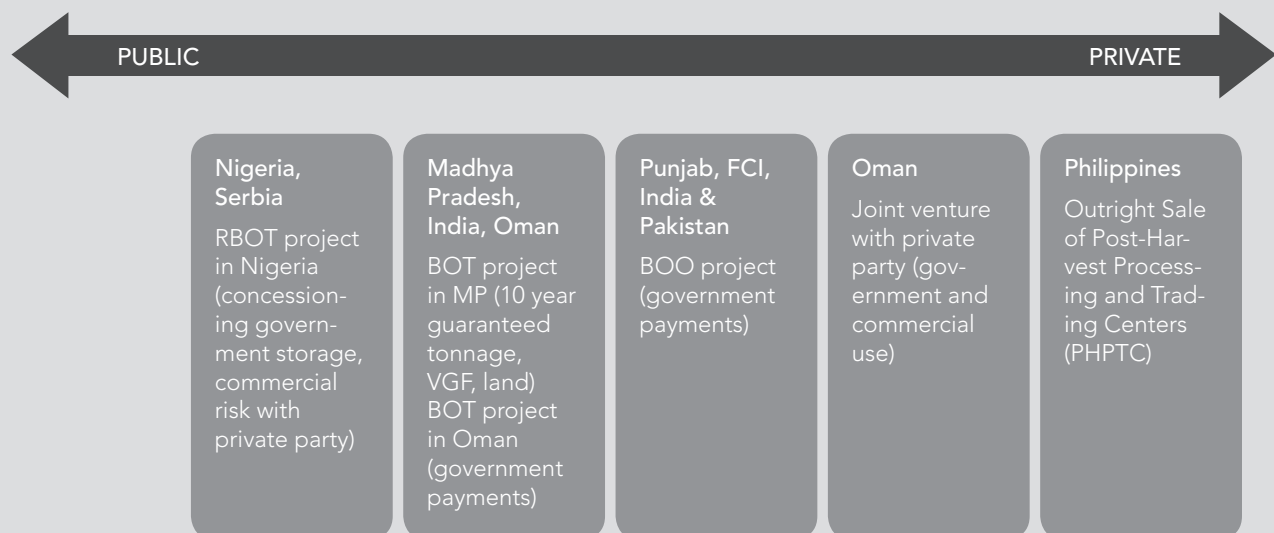 PUBLIC
PRIVATE
Nigeria,
Serbia
RBOT project
in Nigeria
(concession-
ing govern-
ment storage,
commercial
risk with
private party)
Madhya
Pradesh,
India, Oman
BOT project
in MP (10 year
guaranteed
tonnage,
VGF, land)
BOT project
in Oman
(government
payments)
Punjab, FCI,
India &
Pakistan
BOO project
(government
payments)
Oman
Joint venture
with private
party (gov-
ernment and
commercial
use)
Philippines
Outright Sale
of Post-Har-
vest Process-
ing and Trad-
ing Centers
(PHPTC)